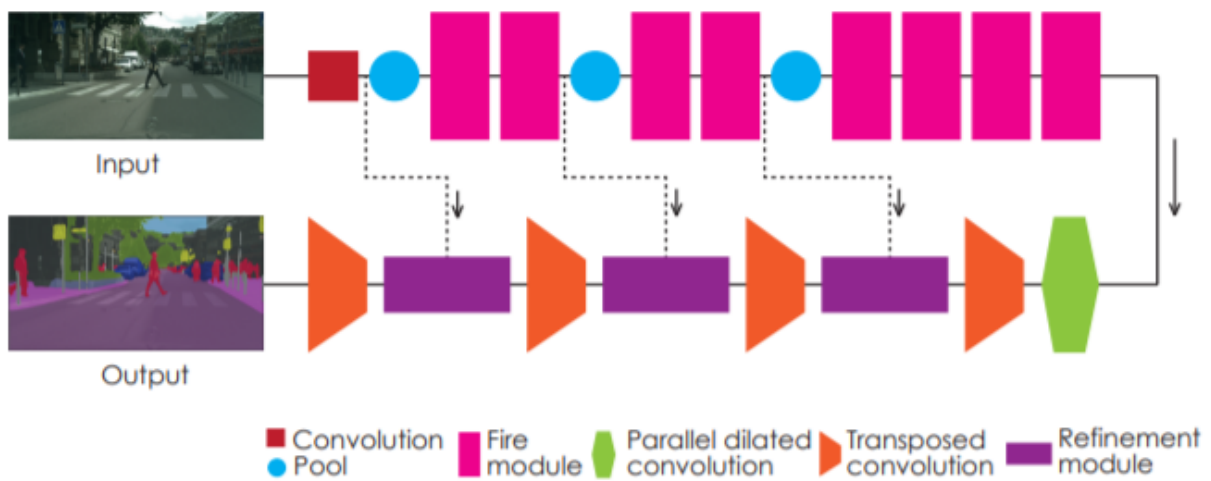 Input
Output
Convolution
Pool
Fire
module
Parallel dilated
convolution
Transposed
convolution
Refinement
module